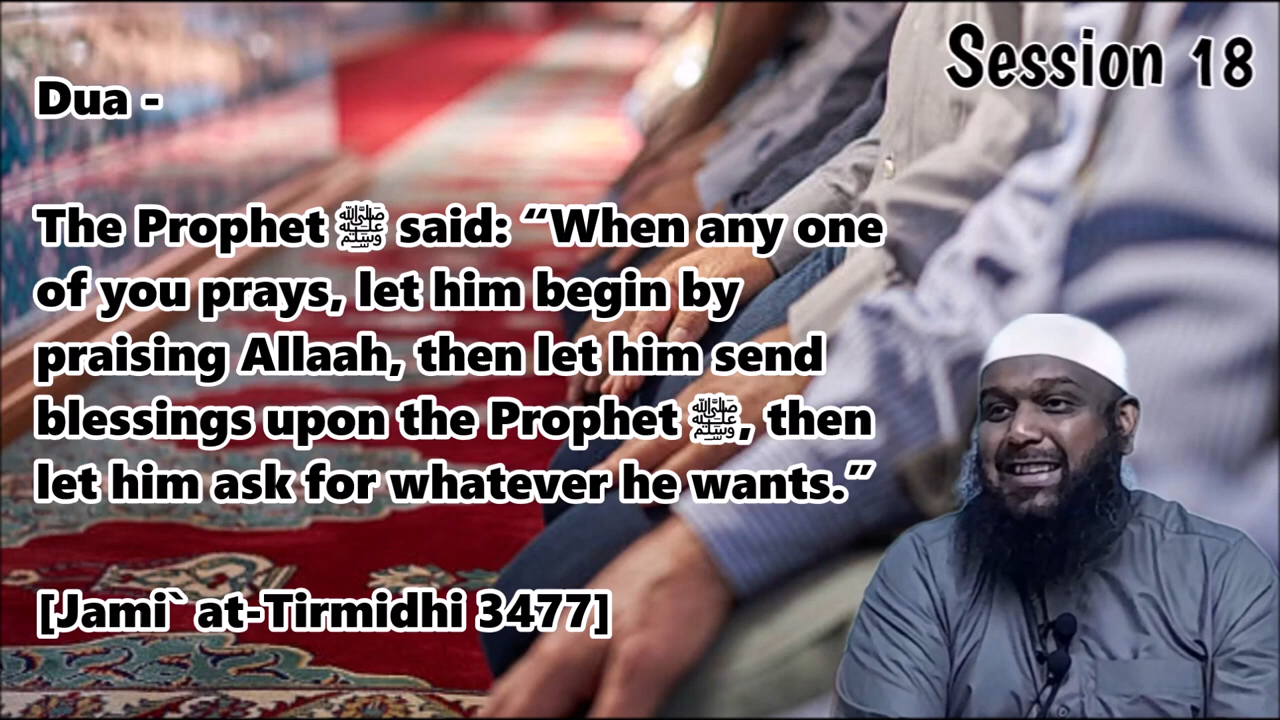 Session 18
Dua -
The Prophet ﷺ said: “When any one
of you prays, let him begin by
praising Allaah, then let him send
blessings upon the Prophet ﷺ, then
let him ask for whatever he wants.”
[Jami` at-Tirmidhi 3477]